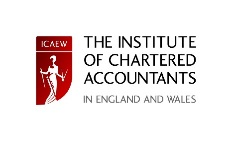 ICAEW
THE INSTITUTE
OF CHARTERED
ACCOUNTANTS
IN ENGLAND AND WALES